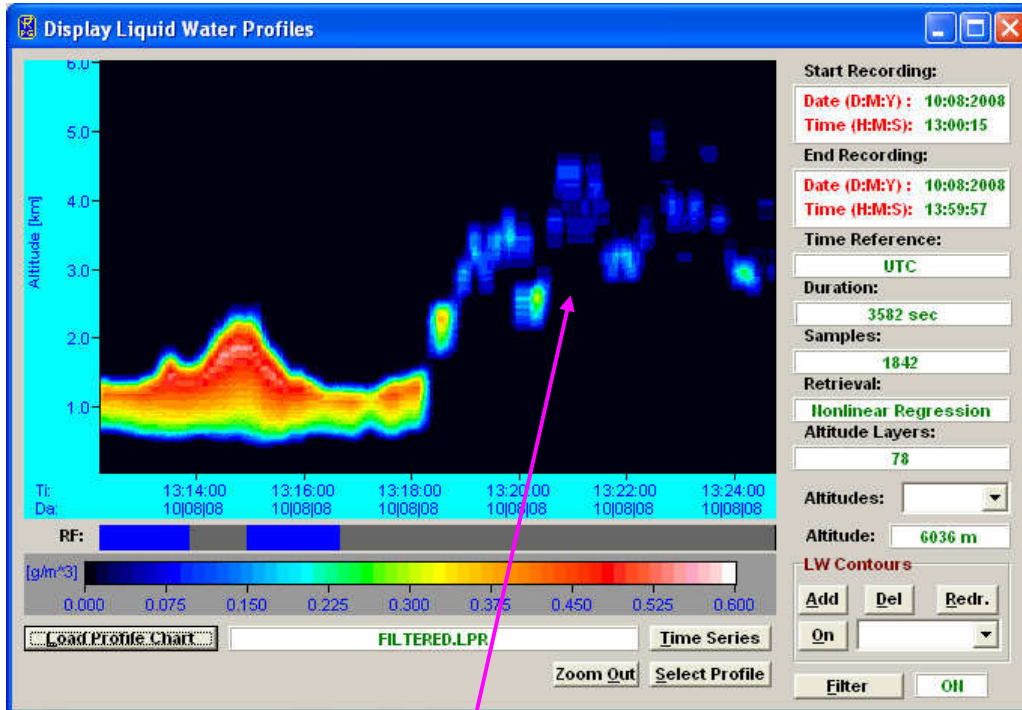 Display Liquid Water Profiles
6.0
5.0
4.0
3.0
2.0
1.0
Altitude [km]
Ti: 13:14:00 13:16:00 13:18:00 13:20:00 13:22:00 13:24:00
Da: 10|08|08 10|08|08 10|08|08 10|08|08 10|08|08 10|08|08
RF:
[g/m^3]
0.000 0.075 0.150 0.225 0.300 0.375 0.450 0.525 0.600
Load Profile Chart FILTERED.LPR Time Series
Zoom Out Select Profile
Start Recording:
Date (D:M:Y) : 10:08:2008
Time (H:M:S): 13:00:15
End Recording:
Date (D:M:Y) : 10:08:2008
Time (H:M:S): 13:59:57
Time Reference:
UTC
Duration:
3582 sec
Samples:
1842
Retrieval:
Nonlinear Regression
Altitude Layers:
78
Altitudes:
Altitude: 6036 m
LW Contours
Add Del Redr.
On
Filter ON